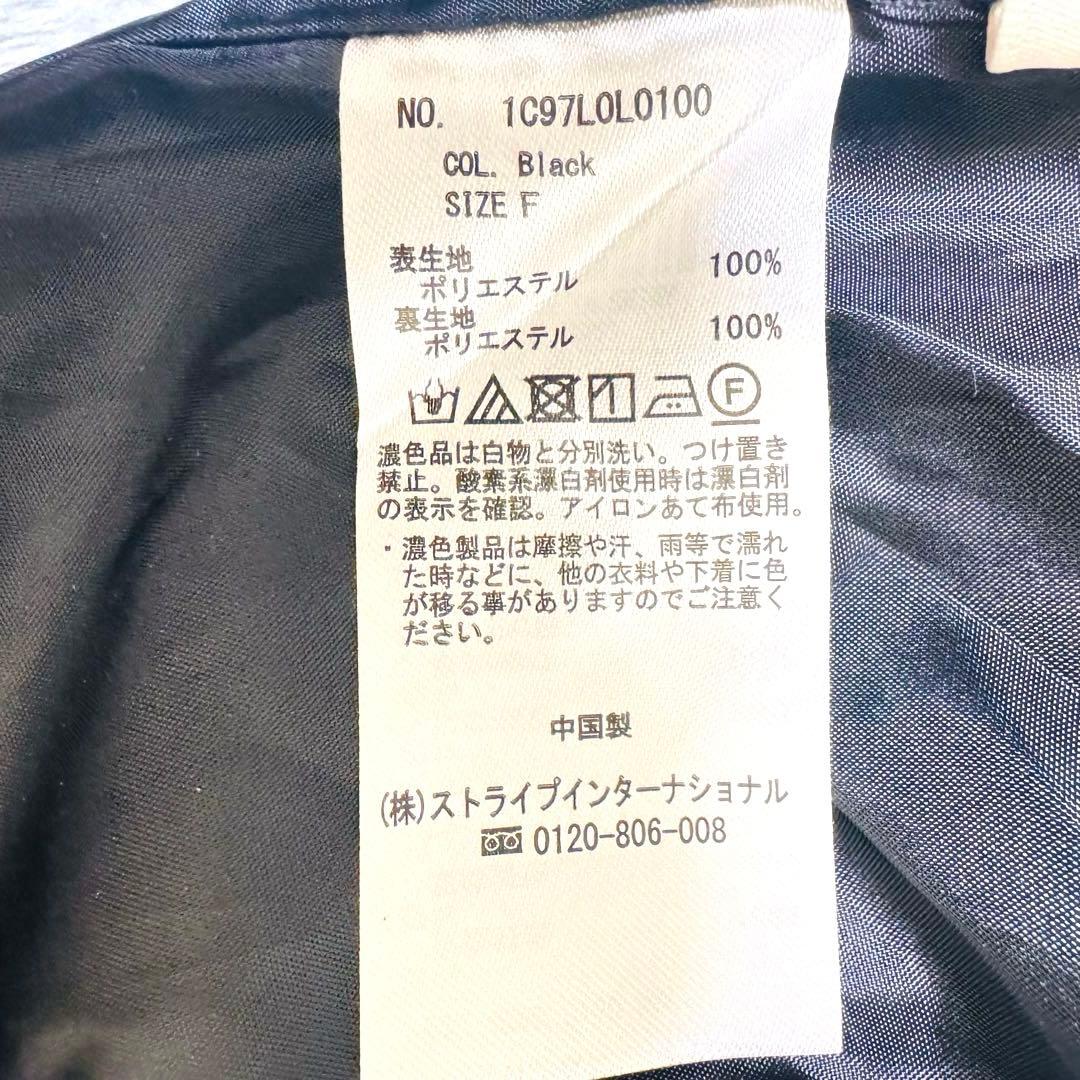 NO. 1C97L0L0100
COL. Black
SIZE F
表生地
ポリエステル 100%
裏生地
ポリエステル 100%
F
濃色品は白物と分別洗い。つけ置き
禁止。酸素系漂白剤使用時は漂白剤
の表示を確認。アイロンあて布使用。
・濃色製品は摩擦や汗、雨等で濡れ
た時などに、他の衣料や下着に色
が移る事がありますのでご注意く
ださい。
中国製
(株)ストライプインターナショナル
0120-806-008